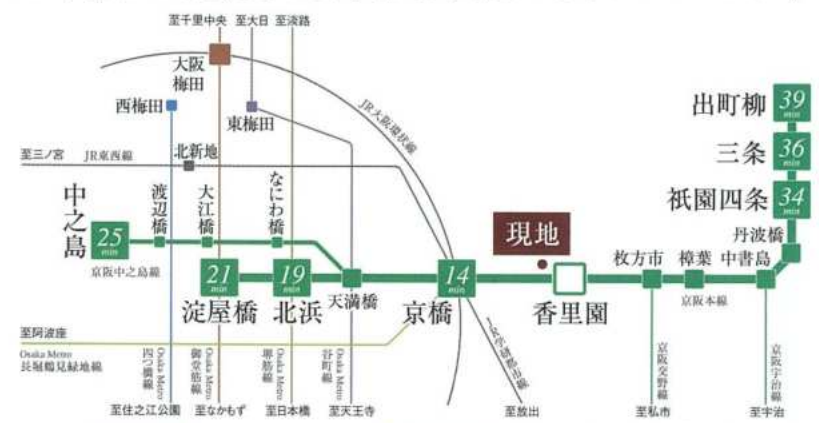 至千里中央
至大日
至淡路
大阪
梅田
西梅田
東梅田
JR大阪環状線
至三ノ宮
JR東西線
北新地
中之島
25
min
渡辺橋
大江橋
なにわ橋
京阪中之島線
21
min
淀屋橋
19
min
北浜
天満橋
14
min
京橋
現地
香里園
枚方市
樟葉
中書島
丹波橋
京阪本線
出町柳
39
min
三条
36
min
祇園四条
34
min
至阿波座
Osaka Metro
長堀鶴見緑地線
Osaka Metro
四つ橋線
Osaka Metro
御堂筋線
Osaka Metro
堺筋線
Osaka Metro
谷町線
JR学研都市線
京阪交野線
京阪宇治線
至住之江公園
至なかもず
至日本橋
至天王寺
至放出
至私市
至宇治